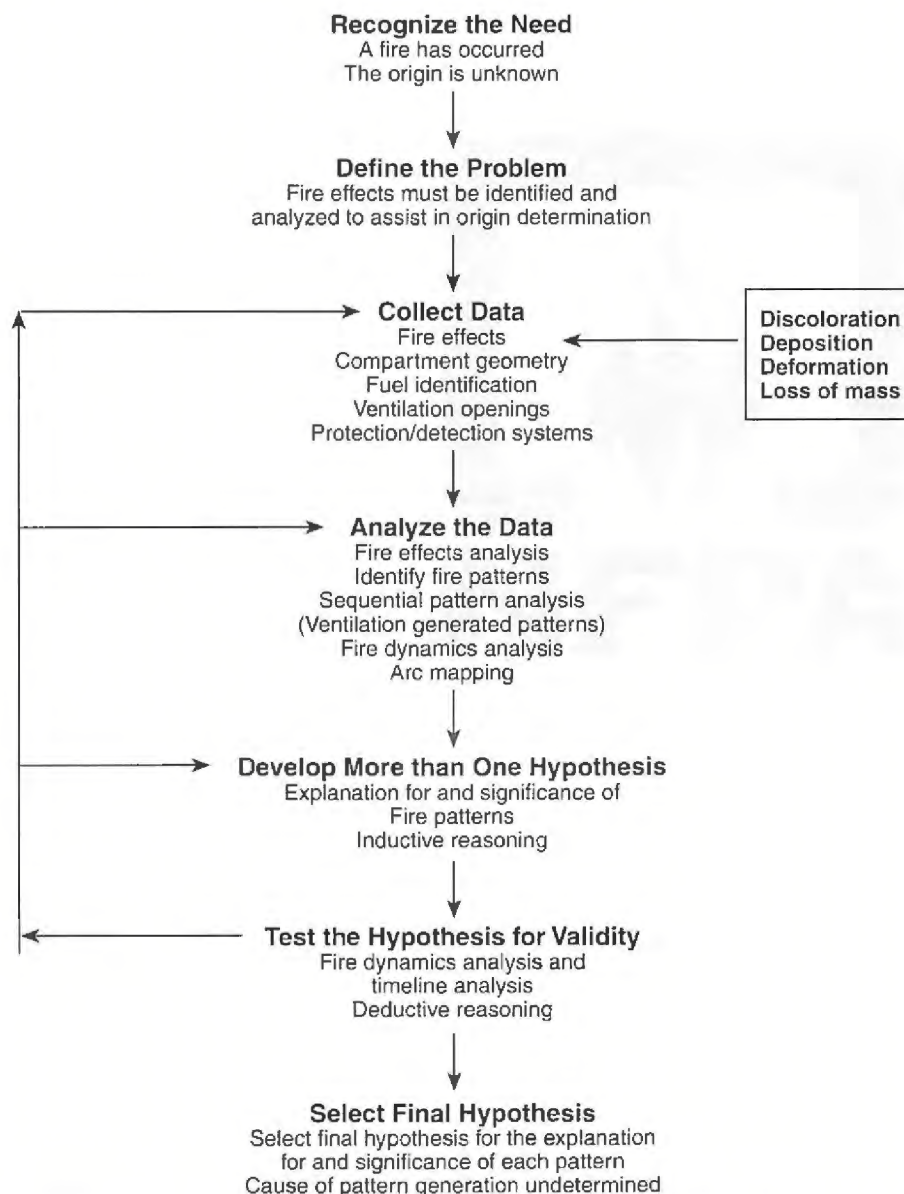 Recognize the Need
A fire has occurred
The origin is unknown
Define the Problem
Fire effects must be identified and
analyzed to assist in origin determination
Collect Data
Fire effects
Compartment geometry
Fuel identification
Ventilation openings
Protection/detection systems
Discoloration
Deposition
Deformation
Loss of mass
Analyze the Data
Fire effects analysis
Identify fire patterns
Sequential pattern analysis
(Ventilation generated patterns)
Fire dynamics analysis
Arc mapping
Develop More than One Hypothesis
Explanation for and significance of
Fire patterns
Inductive reasoning
Test the Hypothesis for Validity
Fire dynamics analysis and
timeline analysis
Deductive reasoning
Select Final Hypothesis
Select final hypothesis for the explanation
for and significance of each pattern
Cause of pattern generation undetermined